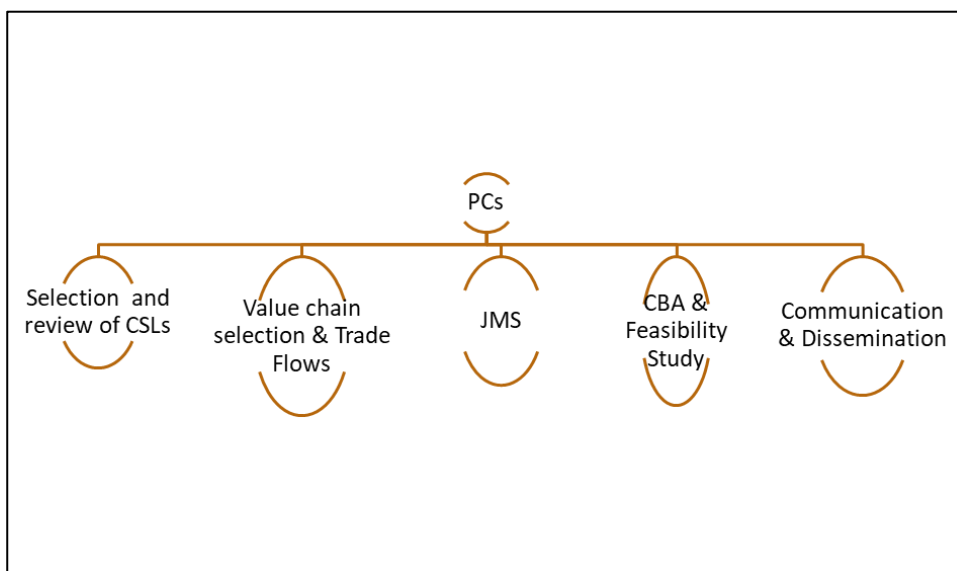 PCs
Selection and
review of CSLs
Value chain
selection & Trade
Flows
JMS
CBA &
Feasibility
Study
Communication
& Dissemination